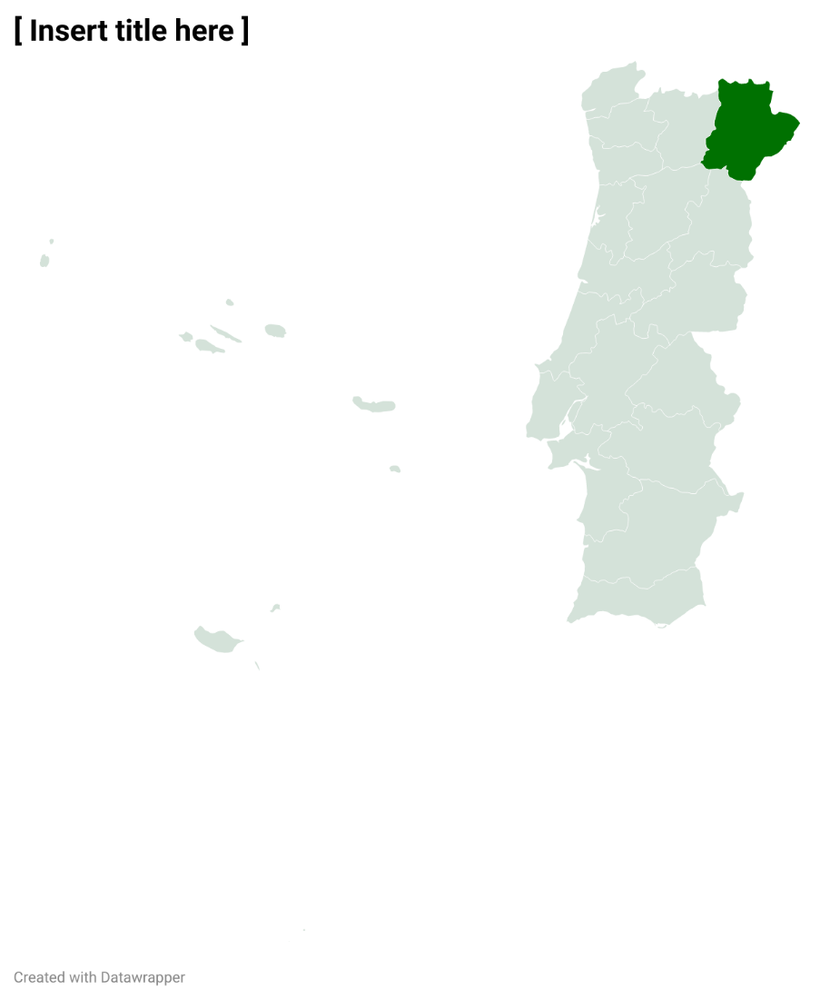 [ Insert title here ]
Created with Datawrapper